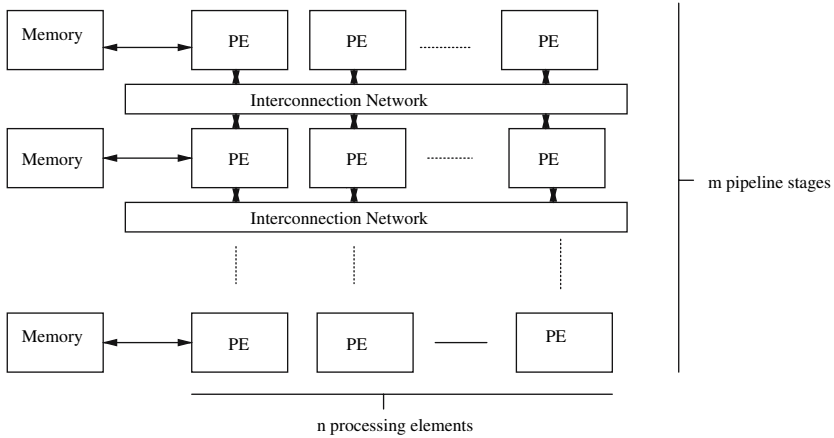 Memory PE PE PE
Interconnection Network
Memory PE PE PE
Interconnection Network
m pipeline stages
Memory PE PE PE
n processing elements